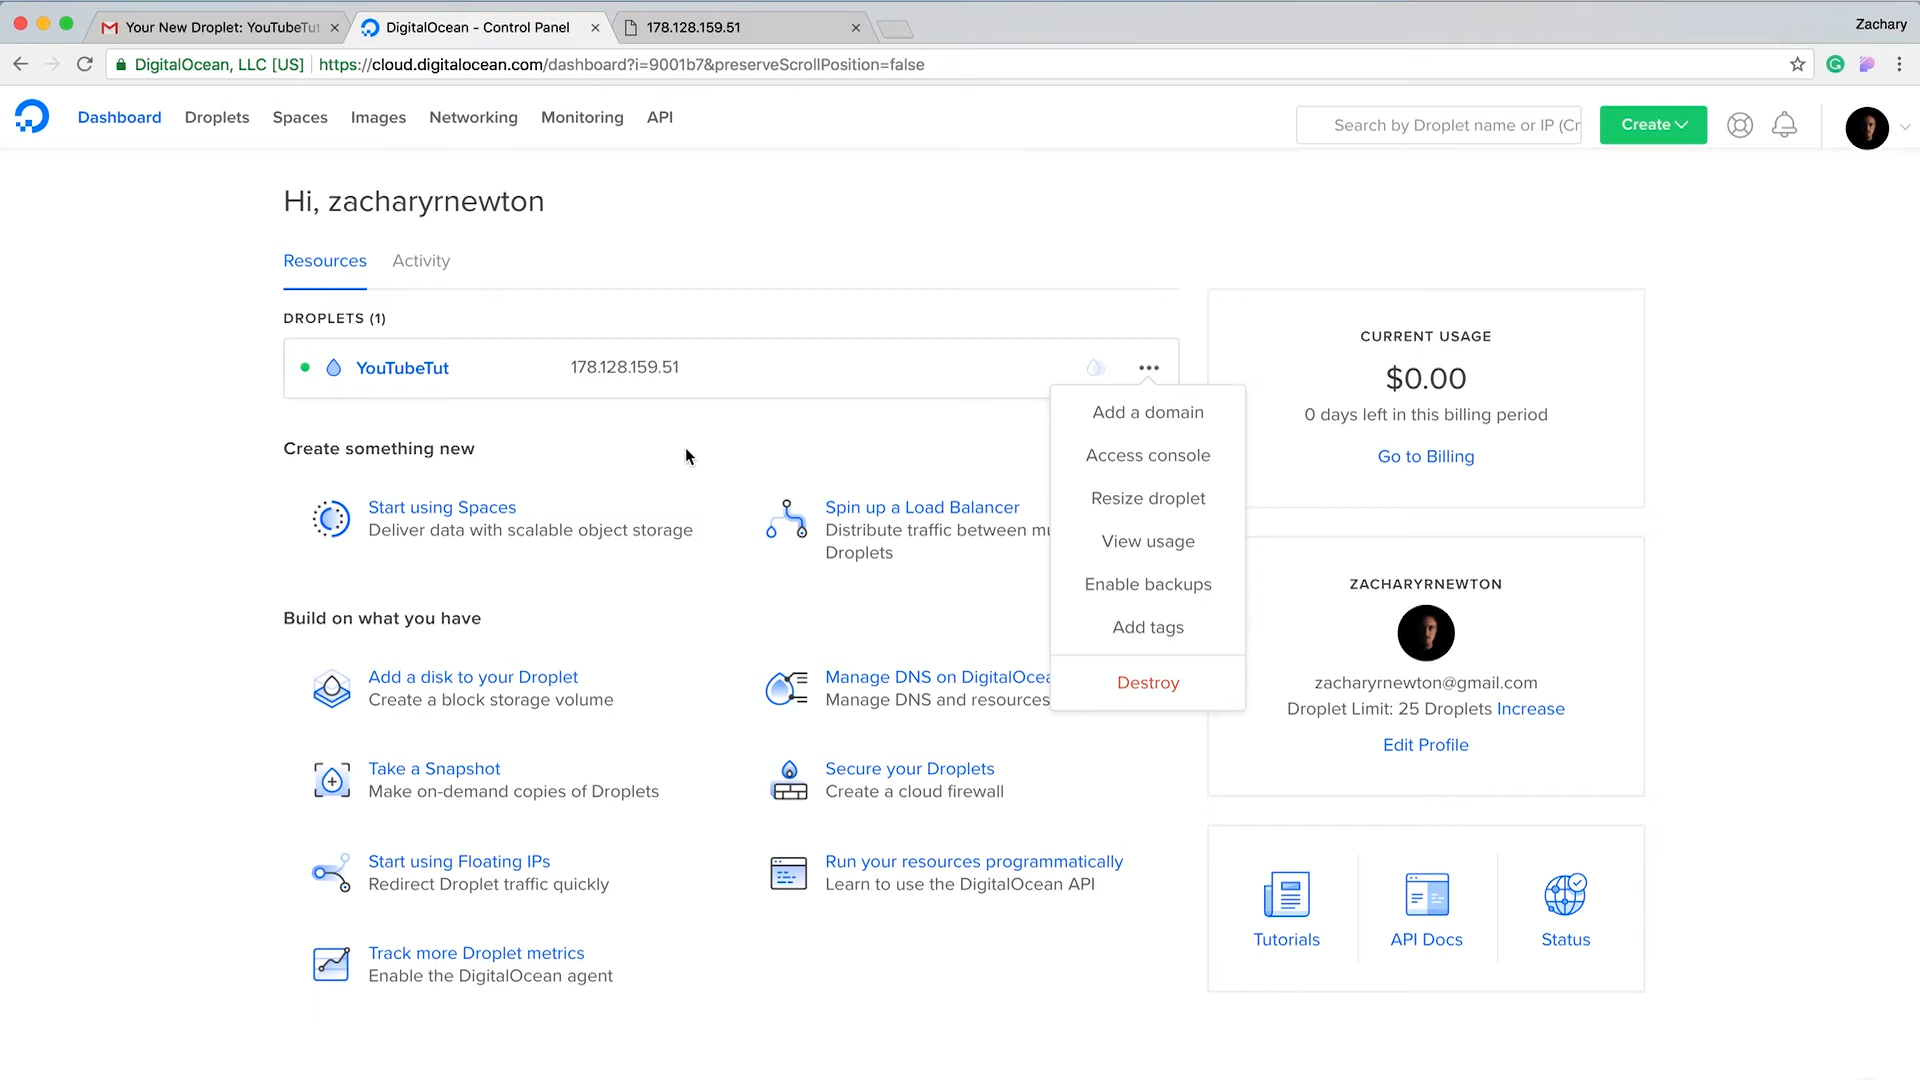 Your New Droplet: YouTubeTut
DigitalOcean - Control Panel
178.128.159.51
Zachary
DigitalOcean, LLC [US]
https://cloud.digitalocean.com/dashboard?i=9001b7&preserveScrollPosition=false
Dashboard
Droplets
Spaces
Images
Networking
Monitoring
API
Search by Droplet name or IP (Cr
Create
Hi, zacharyrnewton
Resources
Activity
DROPLETS (1)
YouTubeTut
178.128.159.51
Add a domain
Access console
Resize droplet
View usage
Enable backups
Add tags
Destroy
Create something new
Start using Spaces
Deliver data with scalable object storage
Spin up a Load Balancer
Distribute traffic between mu
Droplets
Build on what you have
Add a disk to your Droplet
Create a block storage volume
Manage DNS on DigitalOcea
Manage DNS and resources
Take a Snapshot
Make on-demand copies of Droplets
Secure your Droplets
Create a cloud firewall
Start using Floating IPs
Redirect Droplet traffic quickly
Run your resources programmatically
Learn to use the DigitalOcean API
Track more Droplet metrics
Enable the DigitalOcean agent
CURRENT USAGE
$0.00
0 days left in this billing period
Go to Billing
ZACHARYRNEWTON
zacharyrnewton@gmail.com
Droplet Limit: 25 Droplets Increase
Edit Profile
Tutorials
API Docs
Status